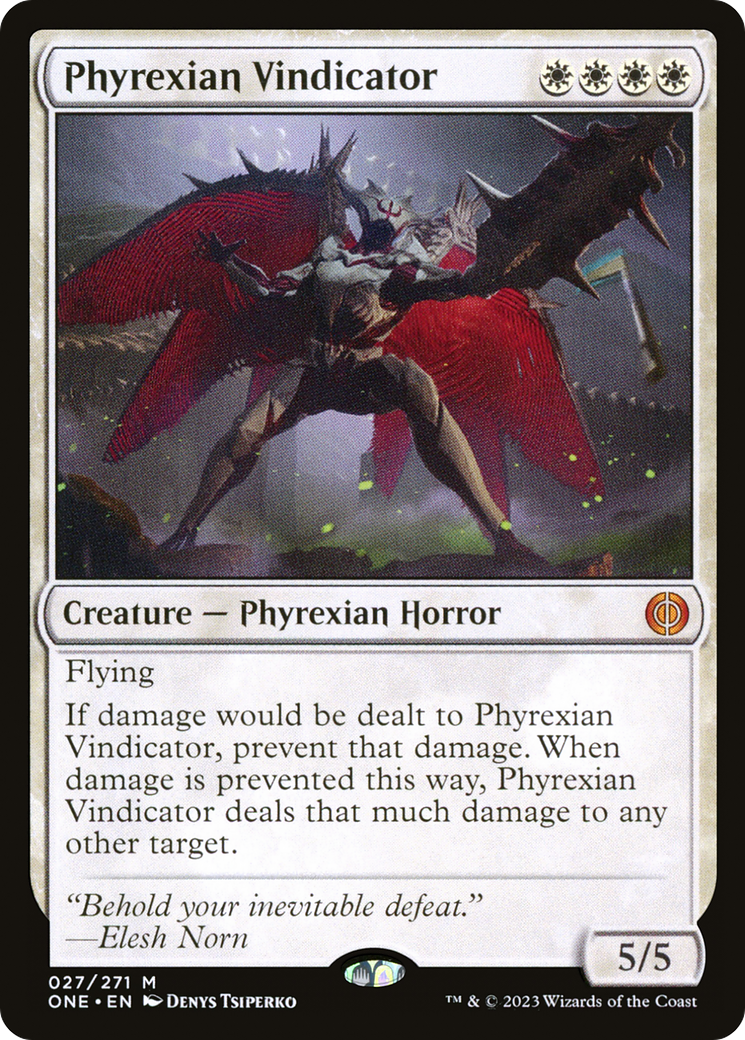 Phyrexian Vindicator
Creature — Phyrexian Horror
Flying
If damage would be dealt to Phyrexian
Vindicator, prevent that damage. When
damage is prevented this way, Phyrexian
Vindicator deals that much damage to any
other target.
“Behold your inevitable defeat.”
—Elesh Norn
5/5
027/271 M
ONE • EN Denys Tsiperko
™ & © 2023 Wizards of the Coast